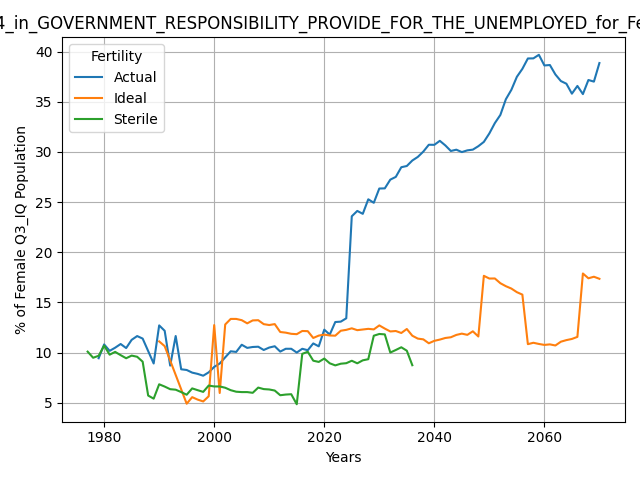 4_in_GOVERNMENT_RESPONSIBILITY_PROVIDE_FOR_THE_UNEMPLOYED_for_Fe
Fertility
Actual
Ideal
Sterile
% of Female Q3_IQ Population
40
35
30
25
20
15
10
5
1980 2000 2020 2040 2060
Years